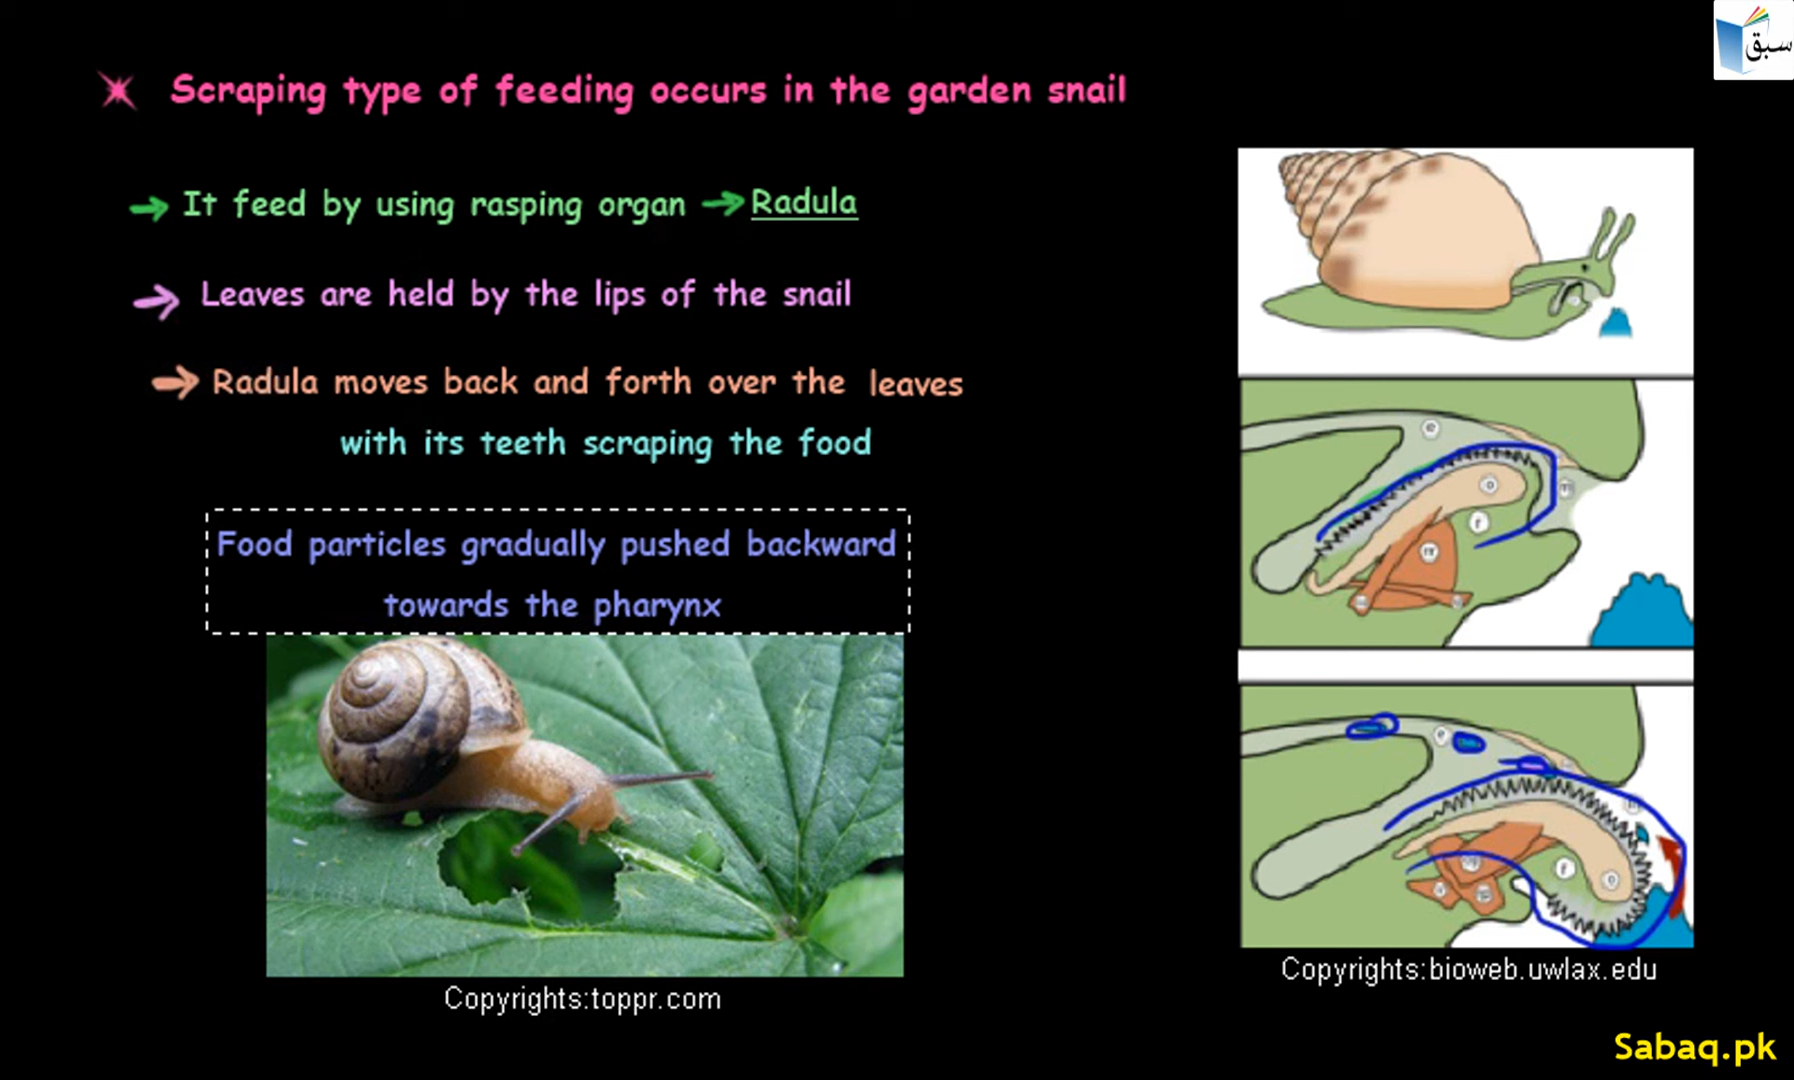 سبق
Scraping type of feeding occurs in the garden snail
It feed by using rasping organ → Radula
Leaves are held by the lips of the snail
Radula moves back and forth over the leaves
with its teeth scraping the food
Food particles gradually pushed backward
towards the pharynx
e
o
m
r
rr
e
r
o
Copyrights:bioweb.uwlax.edu
Copyrights:toppr.com
Sabaq.pk